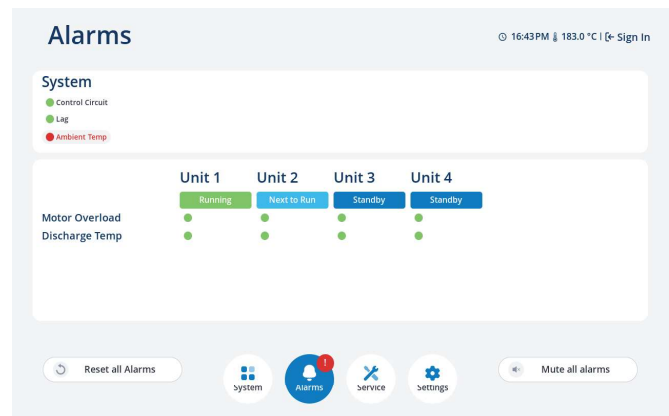 Alarms
16:43PM 183.0 °C | Sign In
System
Control Circuit
Lag
Ambient Temp
Unit 1 Unit 2 Unit 3 Unit 4
Running Next to Run Standby Standby
Motor Overload
Discharge Temp
Reset all Alarms
System
!
Alarms
Service
Settings
Mute all alarms